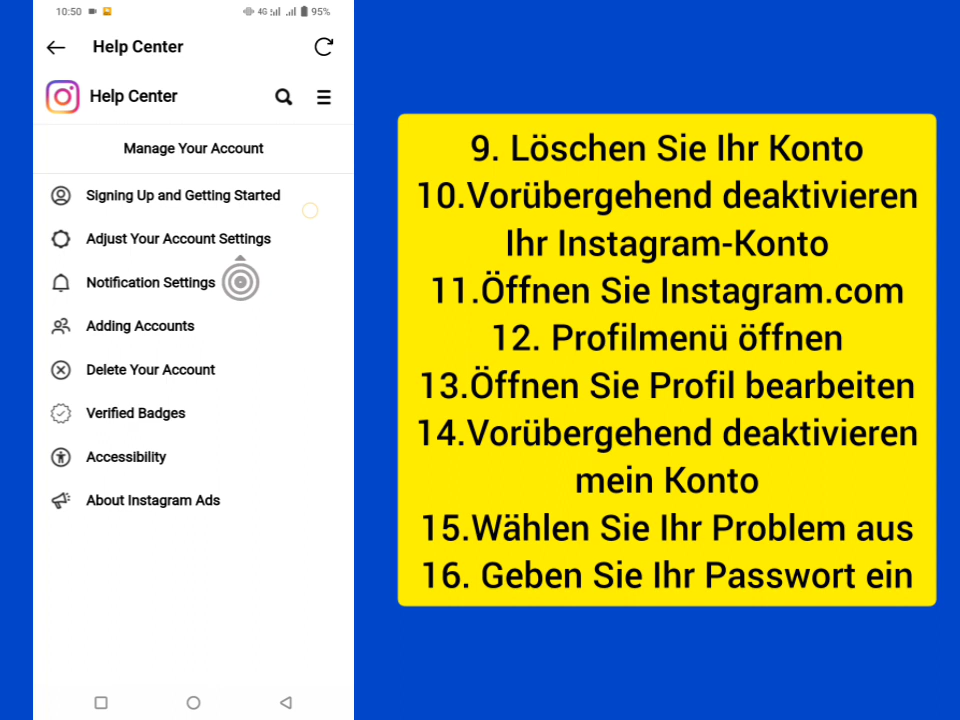 10:50
4G 95%
Help Center
Help Center
Manage Your Account
Signing Up and Getting Started
Adjust Your Account Settings
Notification Settings
Adding Accounts
Delete Your Account
Verified Badges
Accessibility
About Instagram Ads
9. Löschen Sie Ihr Konto
10.Vorübergehend deaktivieren
Ihr Instagram-Konto
11.Öffnen Sie Instagram.com
12. Profilmenü öffnen
13.Öffnen Sie Profil bearbeiten
14.Vorübergehend deaktivieren
mein Konto
15.Wählen Sie Ihr Problem aus
16. Geben Sie Ihr Passwort ein